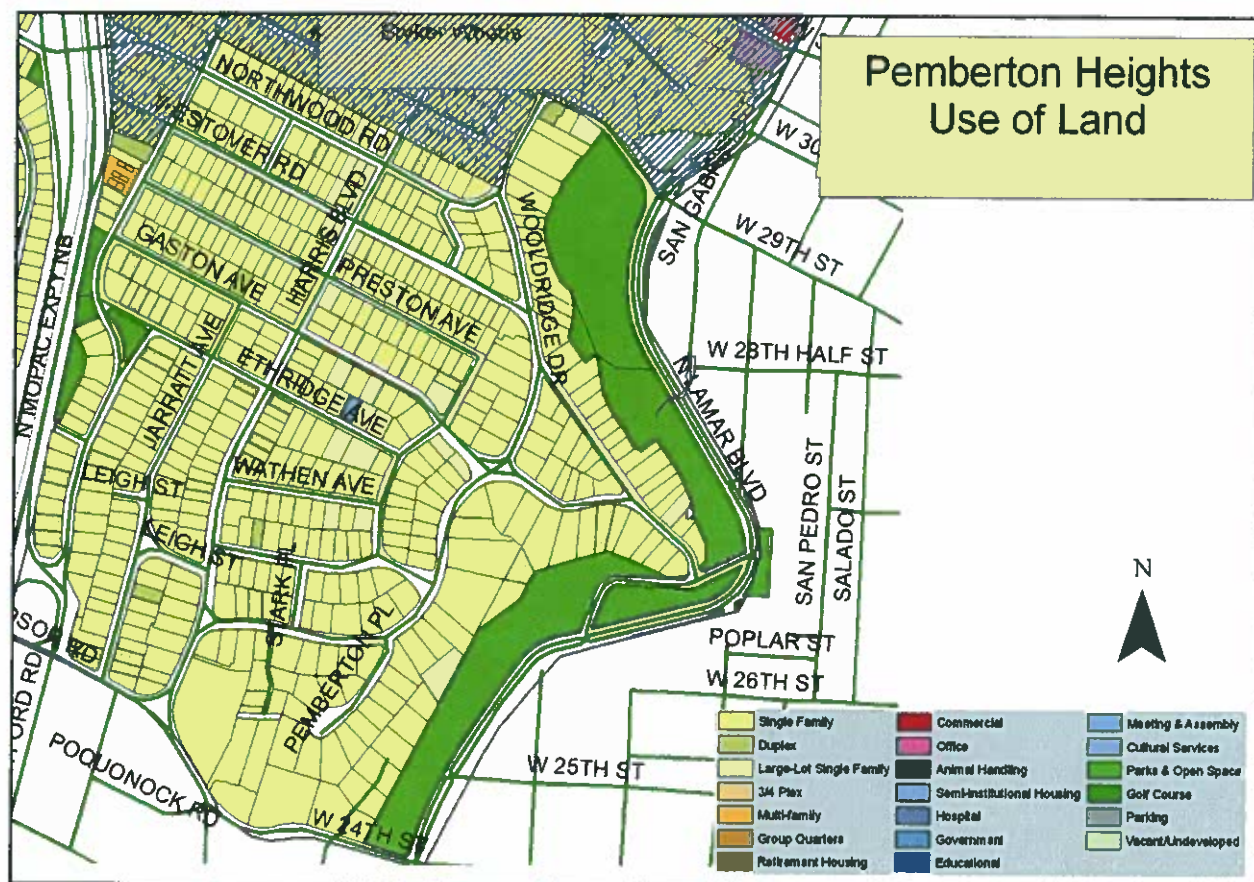 Pemberton Heights
Use of Land
NORTHWOOD RD
WESTOVER RD
HARRIS BLVD
GASTON AVE
PRESTON AVE
WOOLDRIDGE DR
W 30
W 29TH ST
W 28TH HALF ST
N LAMAR BLVD
N MOPAC EXPY NB
JARRATT AVE
ETHRIDGE AVE
WATHEN AVE
LEIGH ST
LEIGH ST
STARK PL
PEMBERTON PL
SAN PEDRO ST
SALADO ST
POPLAR ST
W 26TH ST
W 25TH ST
W 24TH ST
POQUONOCK RD
N
Single Family
Duplex
Large-Lot Single Family
3/4 Plex
Multi-family
Group Quarters
Retirement Housing
Commercial
Office
Animal Handling
Semi-institutional Housing
Hospital
Government
Educational
Meeting & Assembly
Cultural Services
Parks & Open Space
Golf Course
Parking
Vacant/Undeveloped